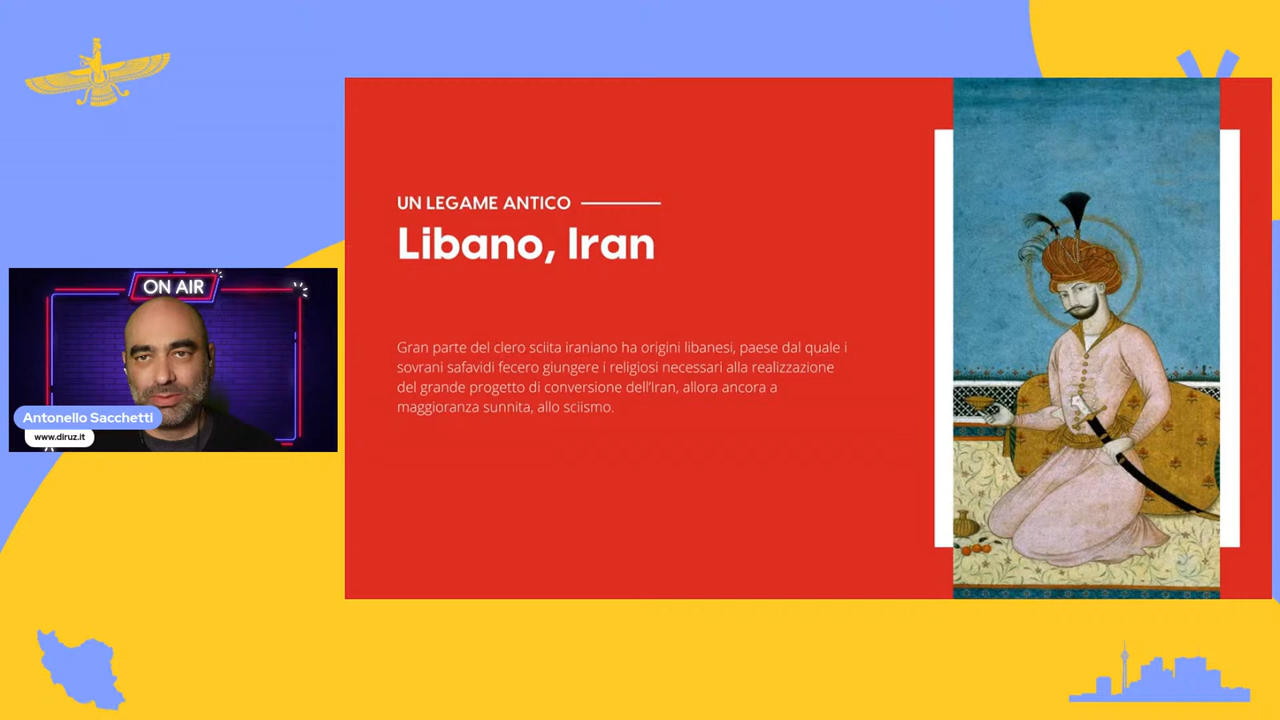 UN LEGAME ANTICO
Libano, Iran
Gran parte del clero sciita iraniano ha origini libanesi, paese dal quale i
sovrani safavidi fecero giungere i religiosi necessari alla realizzazione
del grande progetto di conversione dell'Iran, allora ancora a
maggioranza sunnita, allo sciismo.
ON AIR
Antonello Sacchetti
www.diruz.it